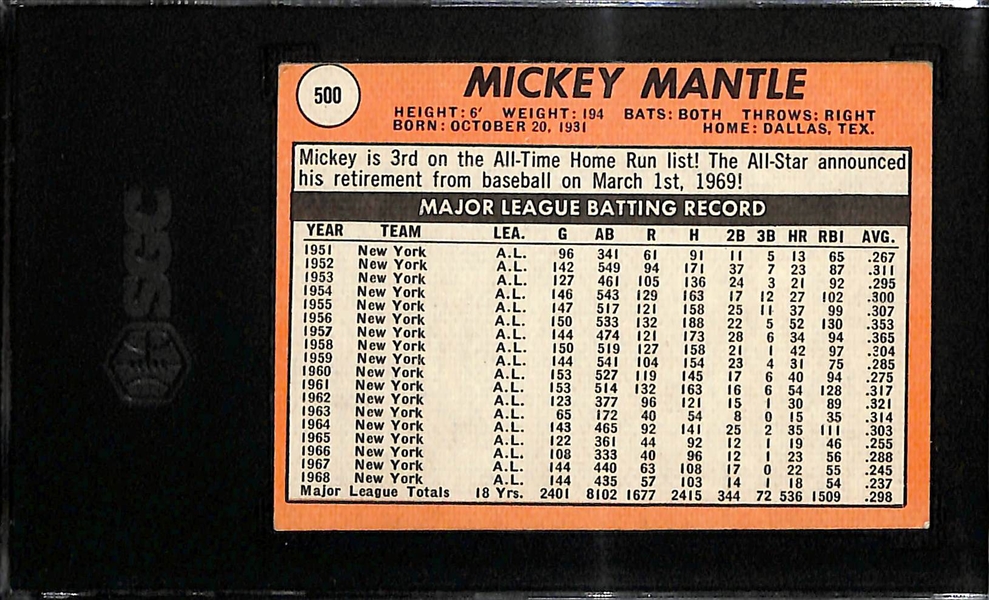 SGC
500
MICKEY MANTLE
HEIGHT: 6' WEIGHT: 194 BATS: BOTH THROWS: RIGHT
BORN: OCTOBER 20, 1931 HOME: DALLAS, TEX.
Mickey is 3rd on the All-Time Home Run list! The All-Star announced
his retirement from baseball on March 1st, 1969!
MAJOR LEAGUE BATTING RECORD
YEAR TEAM LEA. G AB R H 2B 3B HR RBI AVG.
1951 New York A.L. 96 341 61 91 11 5 13 65 .267
1952 New York A.L. 142 549 94 171 37 7 23 87 .311
1953 New York A.L. 127 461 105 136 24 3 21 92 .295
1954 New York A.L. 146 543 129 163 17 12 27 102 .300
1955 New York A.L. 147 517 121 158 25 11 37 99 .307
1956 New York A.L. 150 533 132 188 22 5 52 130 .353
1957 New York A.L. 144 474 121 173 28 6 34 94 .365
1958 New York A.L. 150 519 127 158 21 1 42 97 .304
1959 New York A.L. 144 541 104 154 23 4 31 75 .285
1960 New York A.L. 153 527 119 145 17 6 40 94 .275
1961 New York A.L. 153 514 132 163 16 6 54 128 .317
1962 New York A.L. 123 377 96 121 15 1 30 89 .321
1963 New York A.L. 65 172 40 54 8 0 15 35 .314
1964 New York A.L. 143 465 92 141 25 2 35 111 .303
1965 New York A.L. 122 361 44 92 12 1 19 46 .255
1966 New York A.L. 108 333 40 96 12 1 23 56 .288
1967 New York A.L. 144 440 63 108 17 0 22 55 .245
1968 New York A.L. 144 435 57 103 14 1 18 54 .237
Major League Totals 18 Yrs. 2401 8102 1677 2415 344 72 536 1509 .298